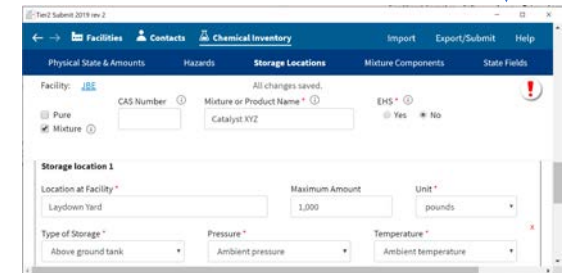 Tier2 Submit 2019 rev 2
Facilities Contacts Chemical Inventory Import Export/Submit Help
Physical State & Amounts Hazards Storage Locations Mixture Components State Fields
Facility: JBE All changes saved.
CAS Number Mixture or Product Name * EHS *
Pure
Mixture
Catalyst XYZ
Yes No
Storage location 1
Location at Facility * Maximum Amount Unit *
Laydown Yard 1,000 pounds
Type of Storage * Pressure * Temperature * x
Above ground tank Ambient pressure Ambient temperature